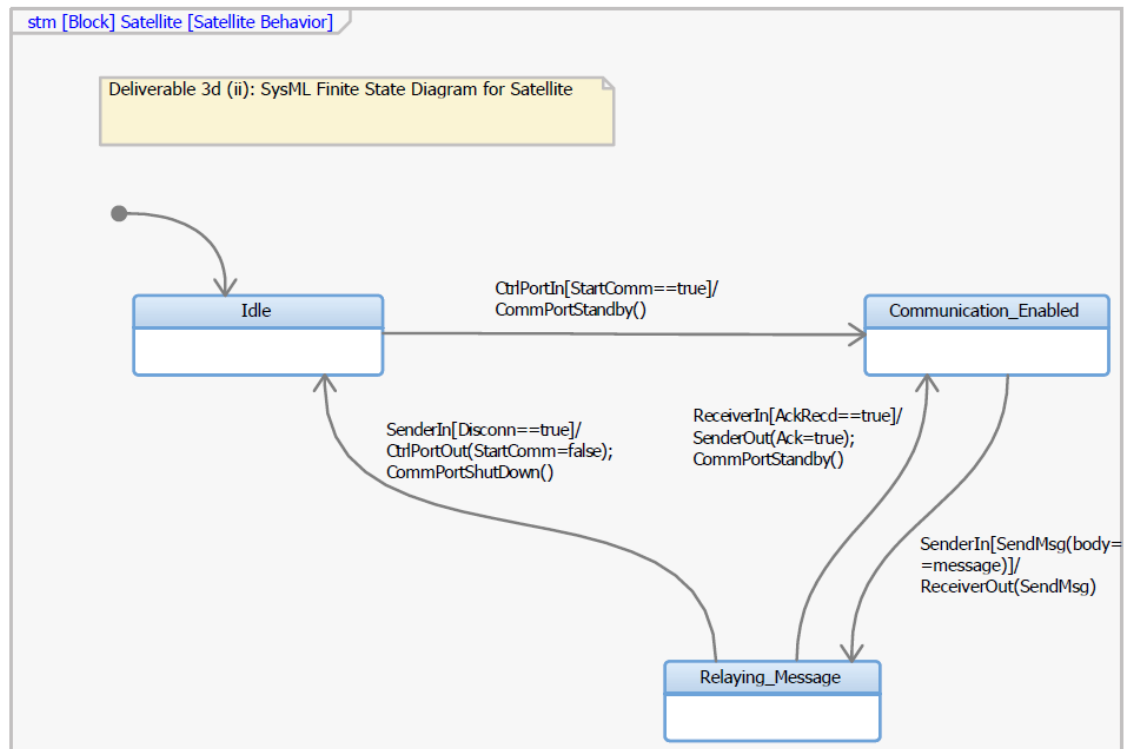 stm [Block] Satellite [Satellite Behavior]
Deliverable 3d (ii): SysML Finite State Diagram for Satellite
CtrlPortIn[StartComm==true]/
CommPortStandby()
Idle
Communication_Enabled
SenderIn[Disconn==true]/
CtrlPortOut(StartComm=false);
CommPortShutDown()
ReceiverIn[AckRecd==true]/
SenderOut(Ack=true);
CommPortStandby()
SenderIn[SendMsg(body=
=message)]/
ReceiverOut(SendMsg)
Relaying_Message